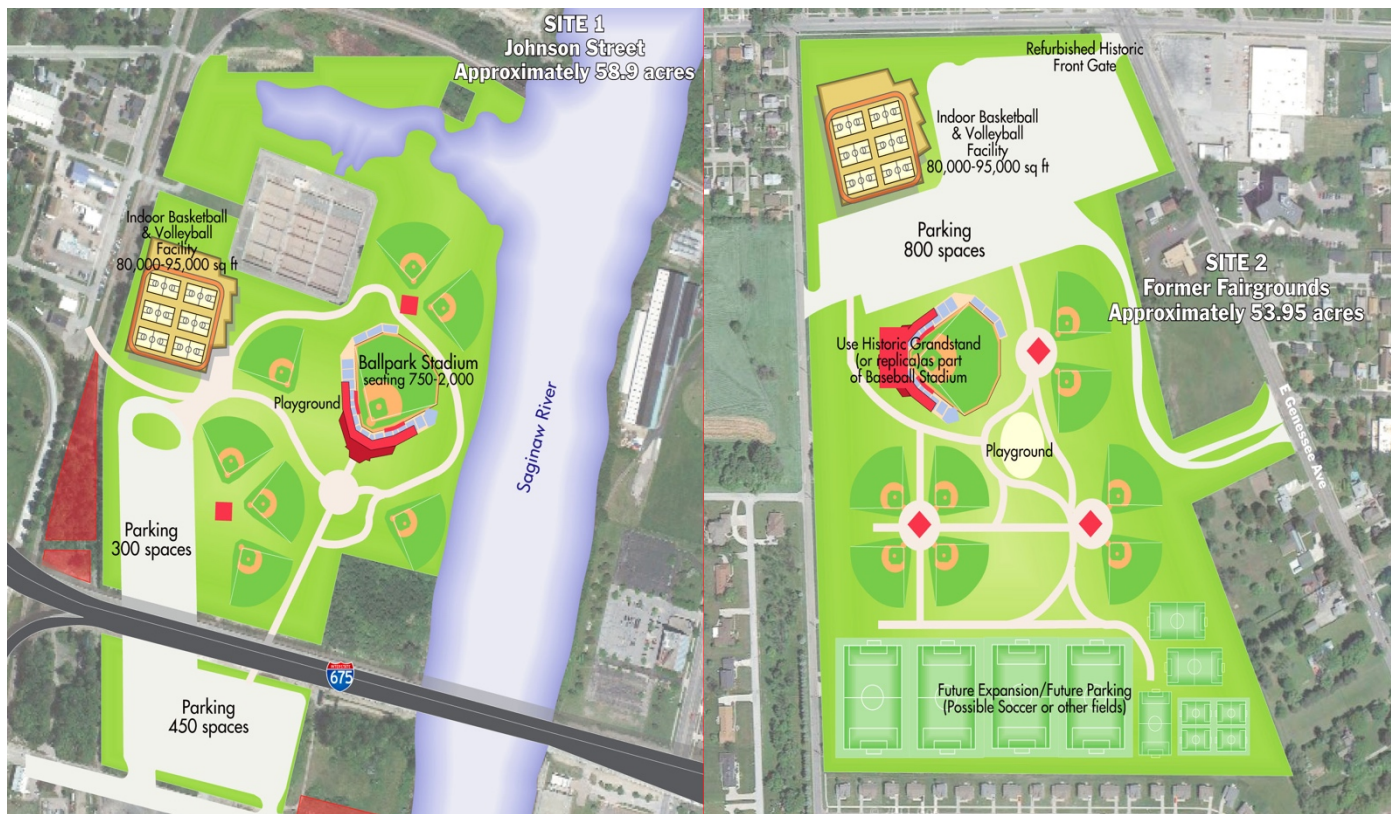 SITE 1
Johnson Street
Approximately 58.9 acres
Indoor Basketball
& Volleyball
Facility
80,000-95,000 sq ft
Ballpark Stadium
seating 750-2,000
Playground
Saginaw River
Parking
300 spaces
INTERSTATE
675
Parking
450 spaces
Refurbished Historic
Front Gate
Indoor Basketball
& Volleyball
Facility
80,000-95,000 sq ft
Parking
800 spaces
SITE 2
Former Fairgrounds
Approximately 53.95 acres
Use Historic Grandstand
(or replica)as part
of Baseball Stadium
E Genessee Ave
Playground
Future Expansion/Future Parking
(Possible Soccer or other fields)